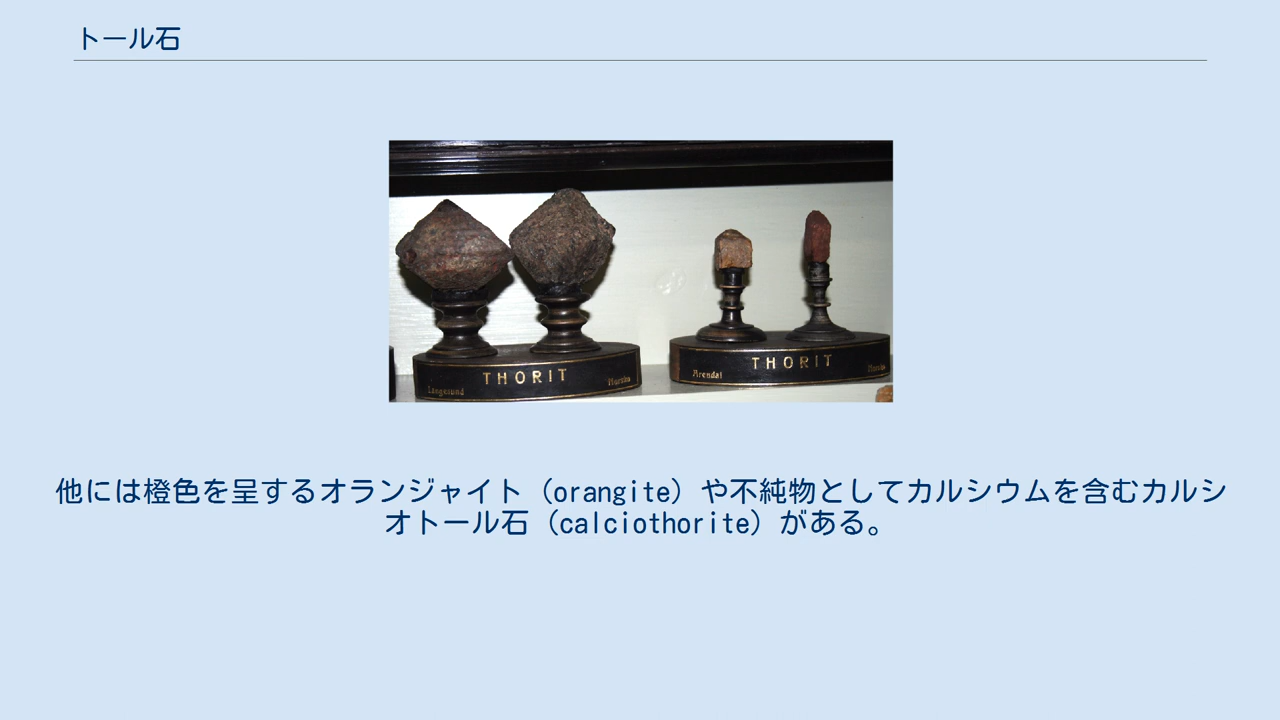 トール石
THORIT
Langesund
THORIT
Arendal
他には橙色を呈するオランジャイト（orangite）や不純物としてカルシウムを含むカルシ
オトール石（calciothorite）がある。